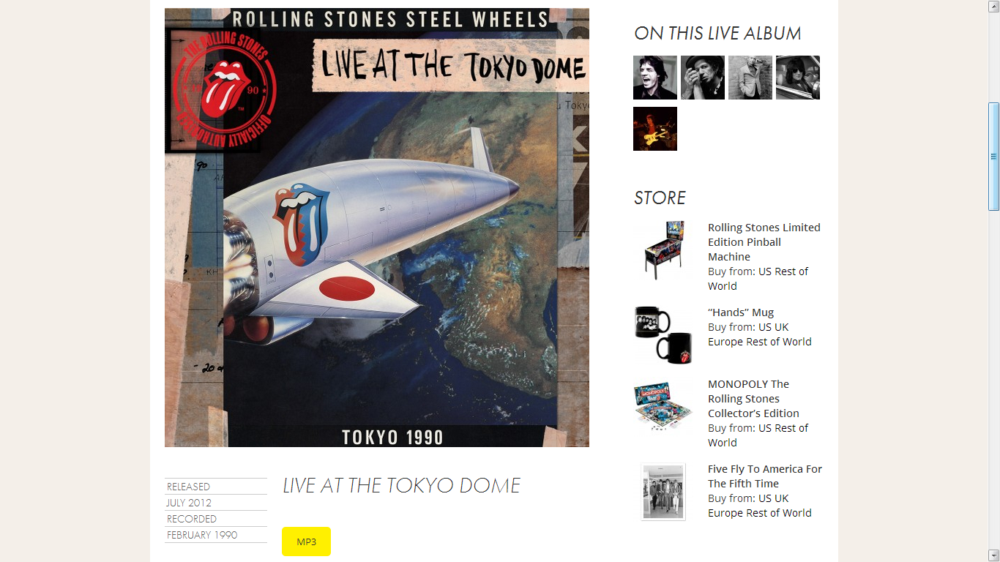 ROLLING STONES STEEL WHEELS
LIVE AT THE TOKYO DOME
THE ROLLING STONES
90
TM
OFFICIALLY AUTHORIZED
'90
TOKYO 1990
RELEASED
JULY 2012
RECORDED
FEBRUARY 1990
LIVE AT THE TOKYO DOME
MP3
ON THIS LIVE ALBUM
STORE
Rolling Stones Limited
Edition Pinball
Machine
Buy from: US Rest of
World
“Hands” Mug
Buy from: US UK
Europe Rest of World
MONOPOLY The
Rolling Stones
Collector’s Edition
Buy from: US Rest of
World
Five Fly To America For
The Fifth Time
Buy from: US UK
Europe Rest of World